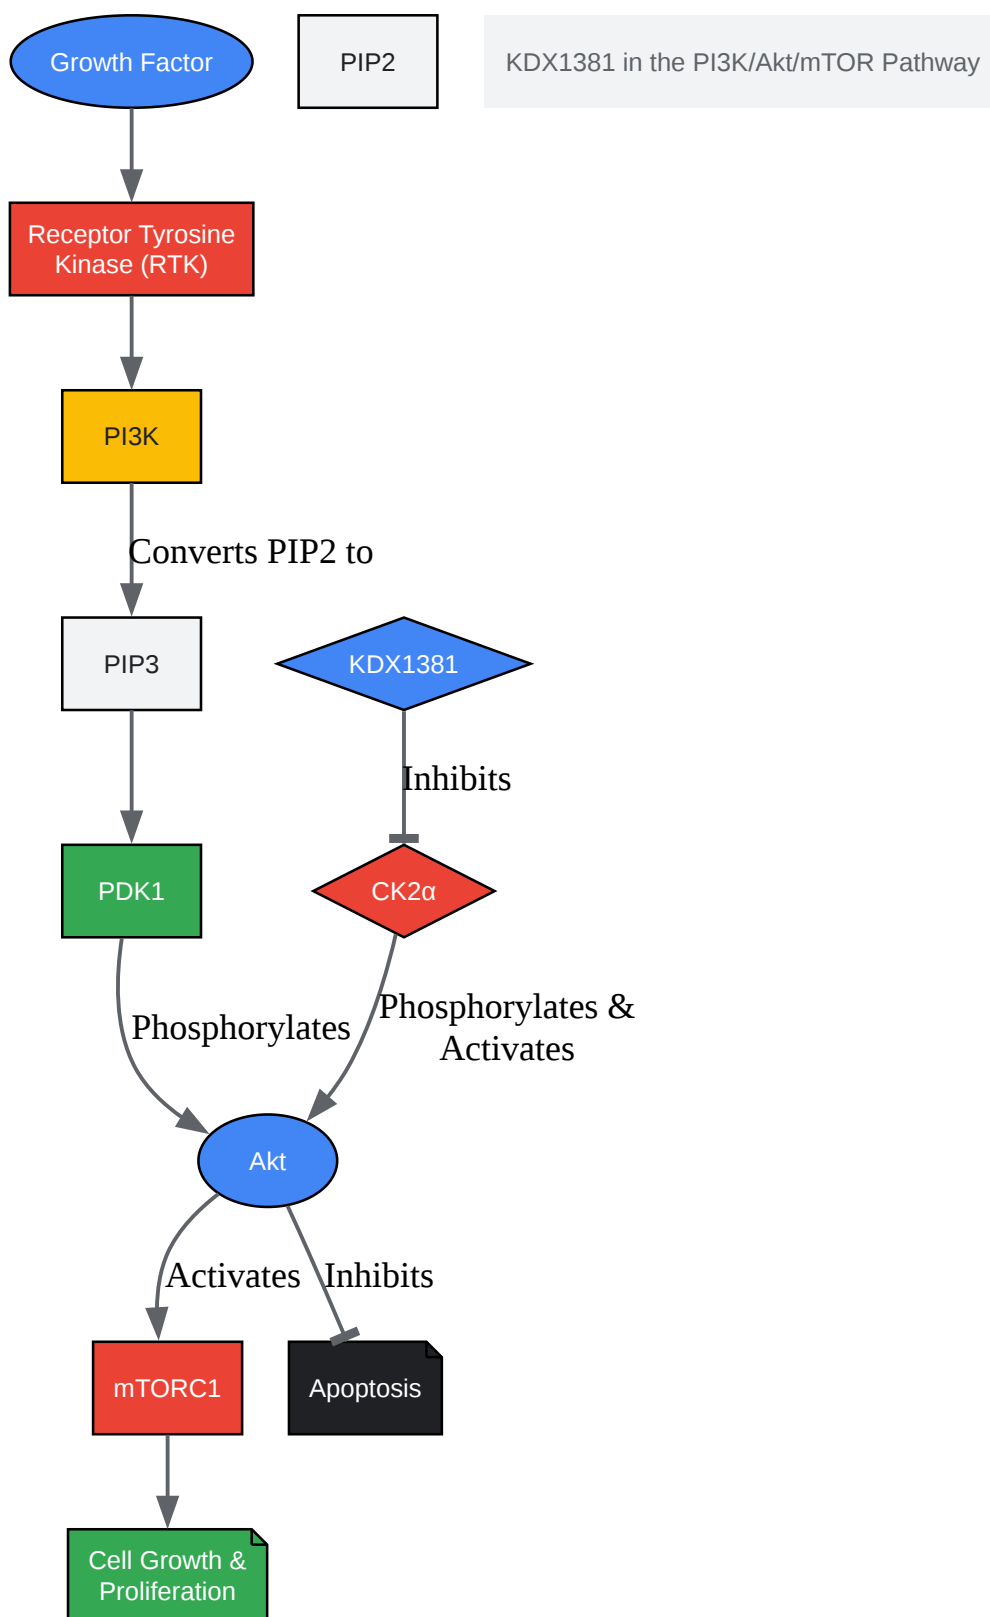 Growth Factor
PIP2
KDX1381 in the PI3K/Akt/mTOR Pathway
Receptor Tyrosine
Kinase (RTK)
PI3K
Converts PIP2 to
PIP3
KDX1381
Inhibits
PDK1
CK2α
Phosphorylates
Phosphorylates &
Activates
Akt
Activates
Inhibits
mTORC1
Apoptosis
Cell Growth &
Proliferation